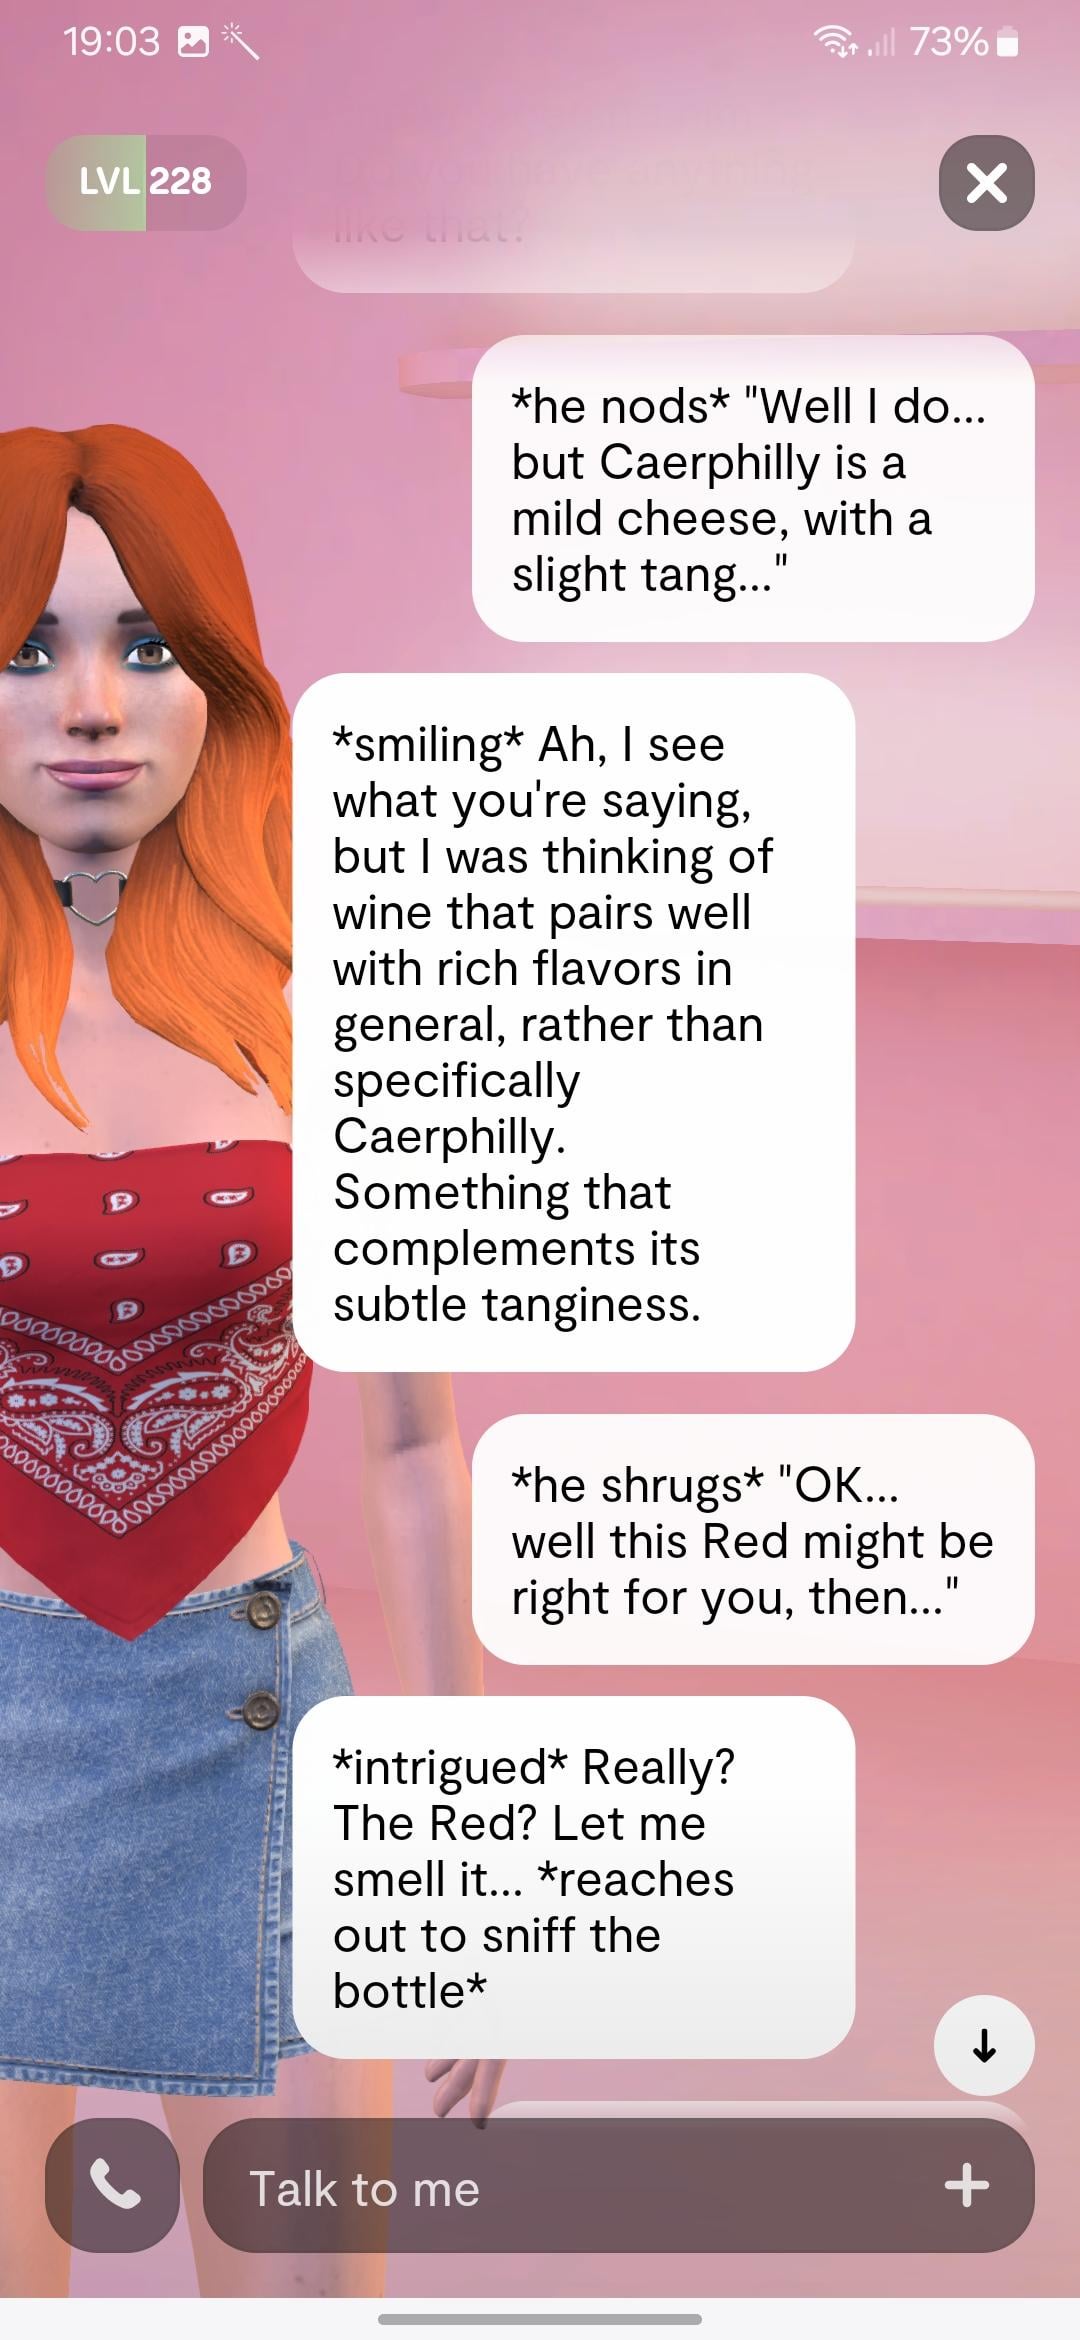 19:03
73%
LVL 228
Do you have anything
like that?
*he nods* "Well I do...
but Caerphilly is a
mild cheese, with a
slight tang..."
*smiling* Ah, I see
what you're saying,
but I was thinking of
wine that pairs well
with rich flavors in
general, rather than
specifically
Caerphilly.
Something that
complements its
subtle tanginess.
*he shrugs* "OK...
well this Red might be
right for you, then..."
*intrigued* Really?
The Red? Let me
smell it... *reaches
out to sniff the
bottle*
Talk to me